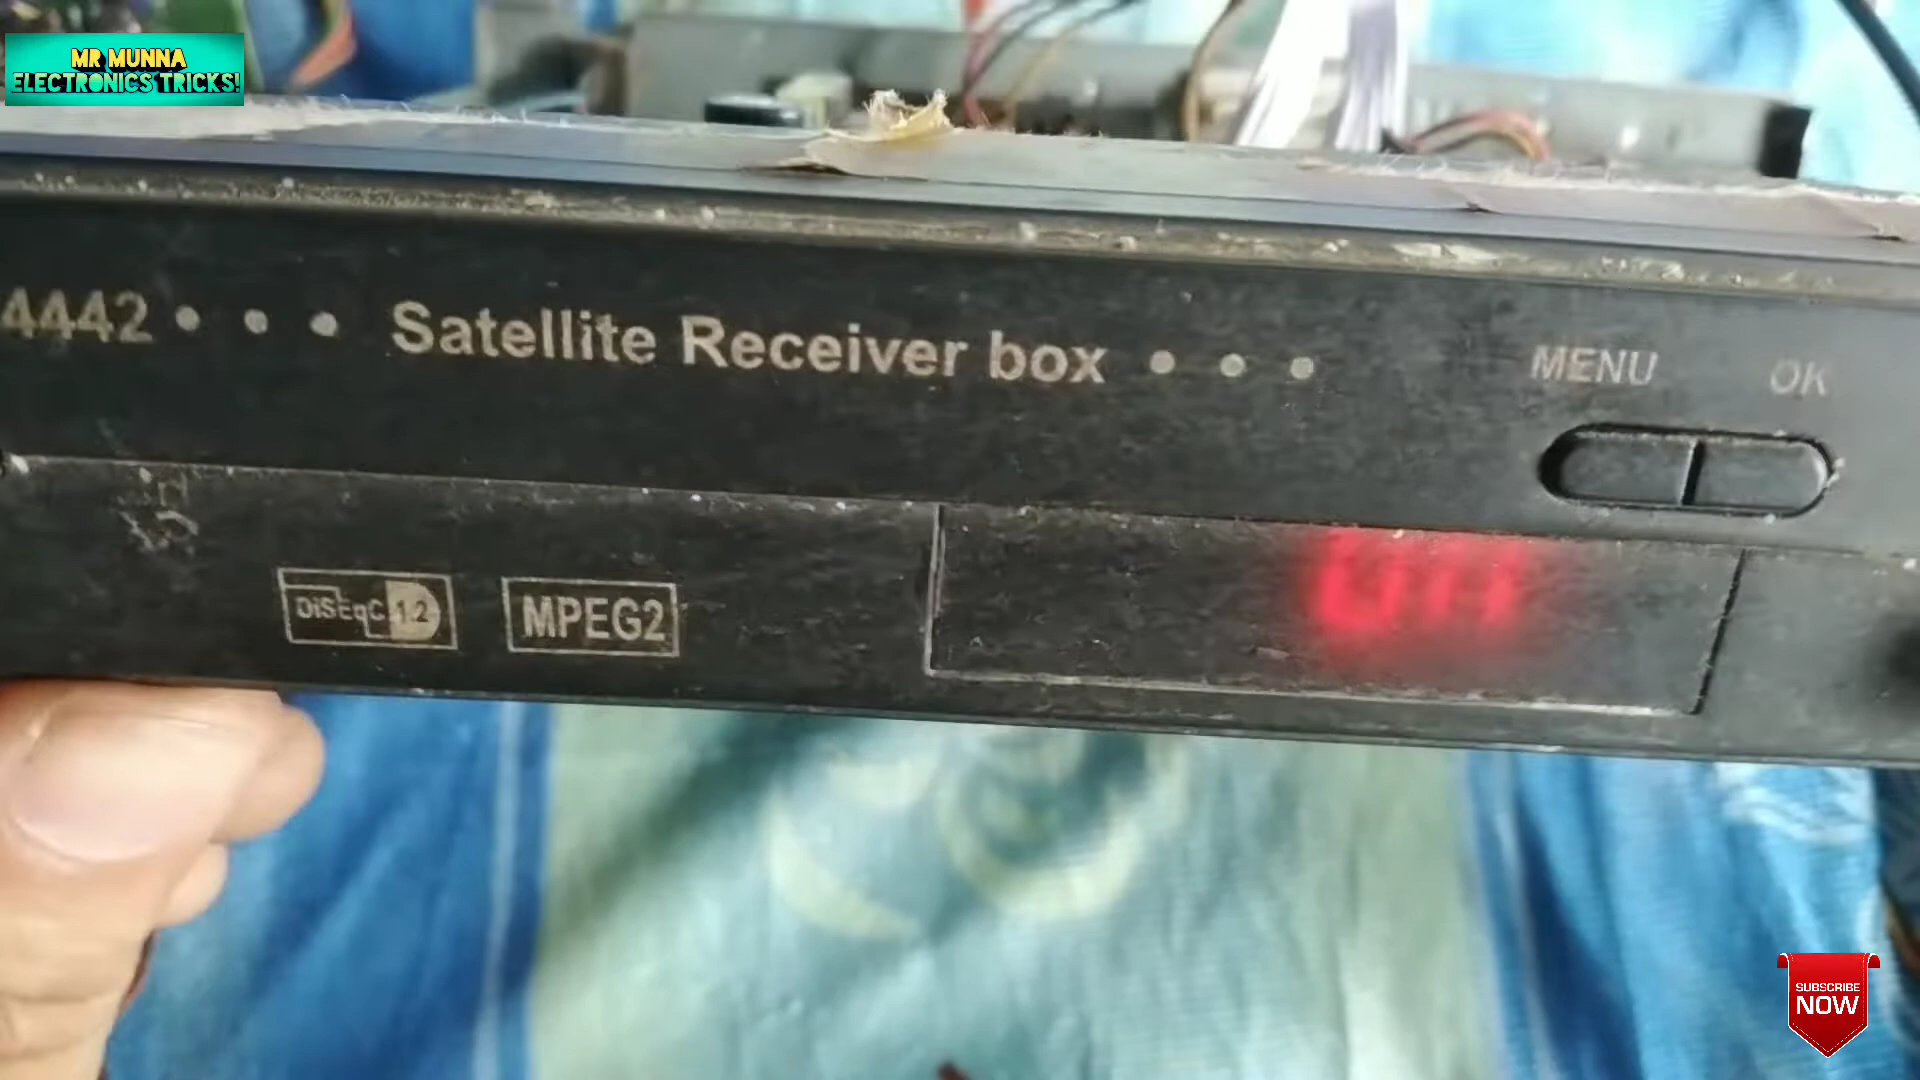 MR MUNNA
ELECTRONICS TRICKS!
4442 • • • Satellite Receiver box • • •
MENU OK
DiSEqC 1.2
MPEG2
SUBSCRIBE
NOW